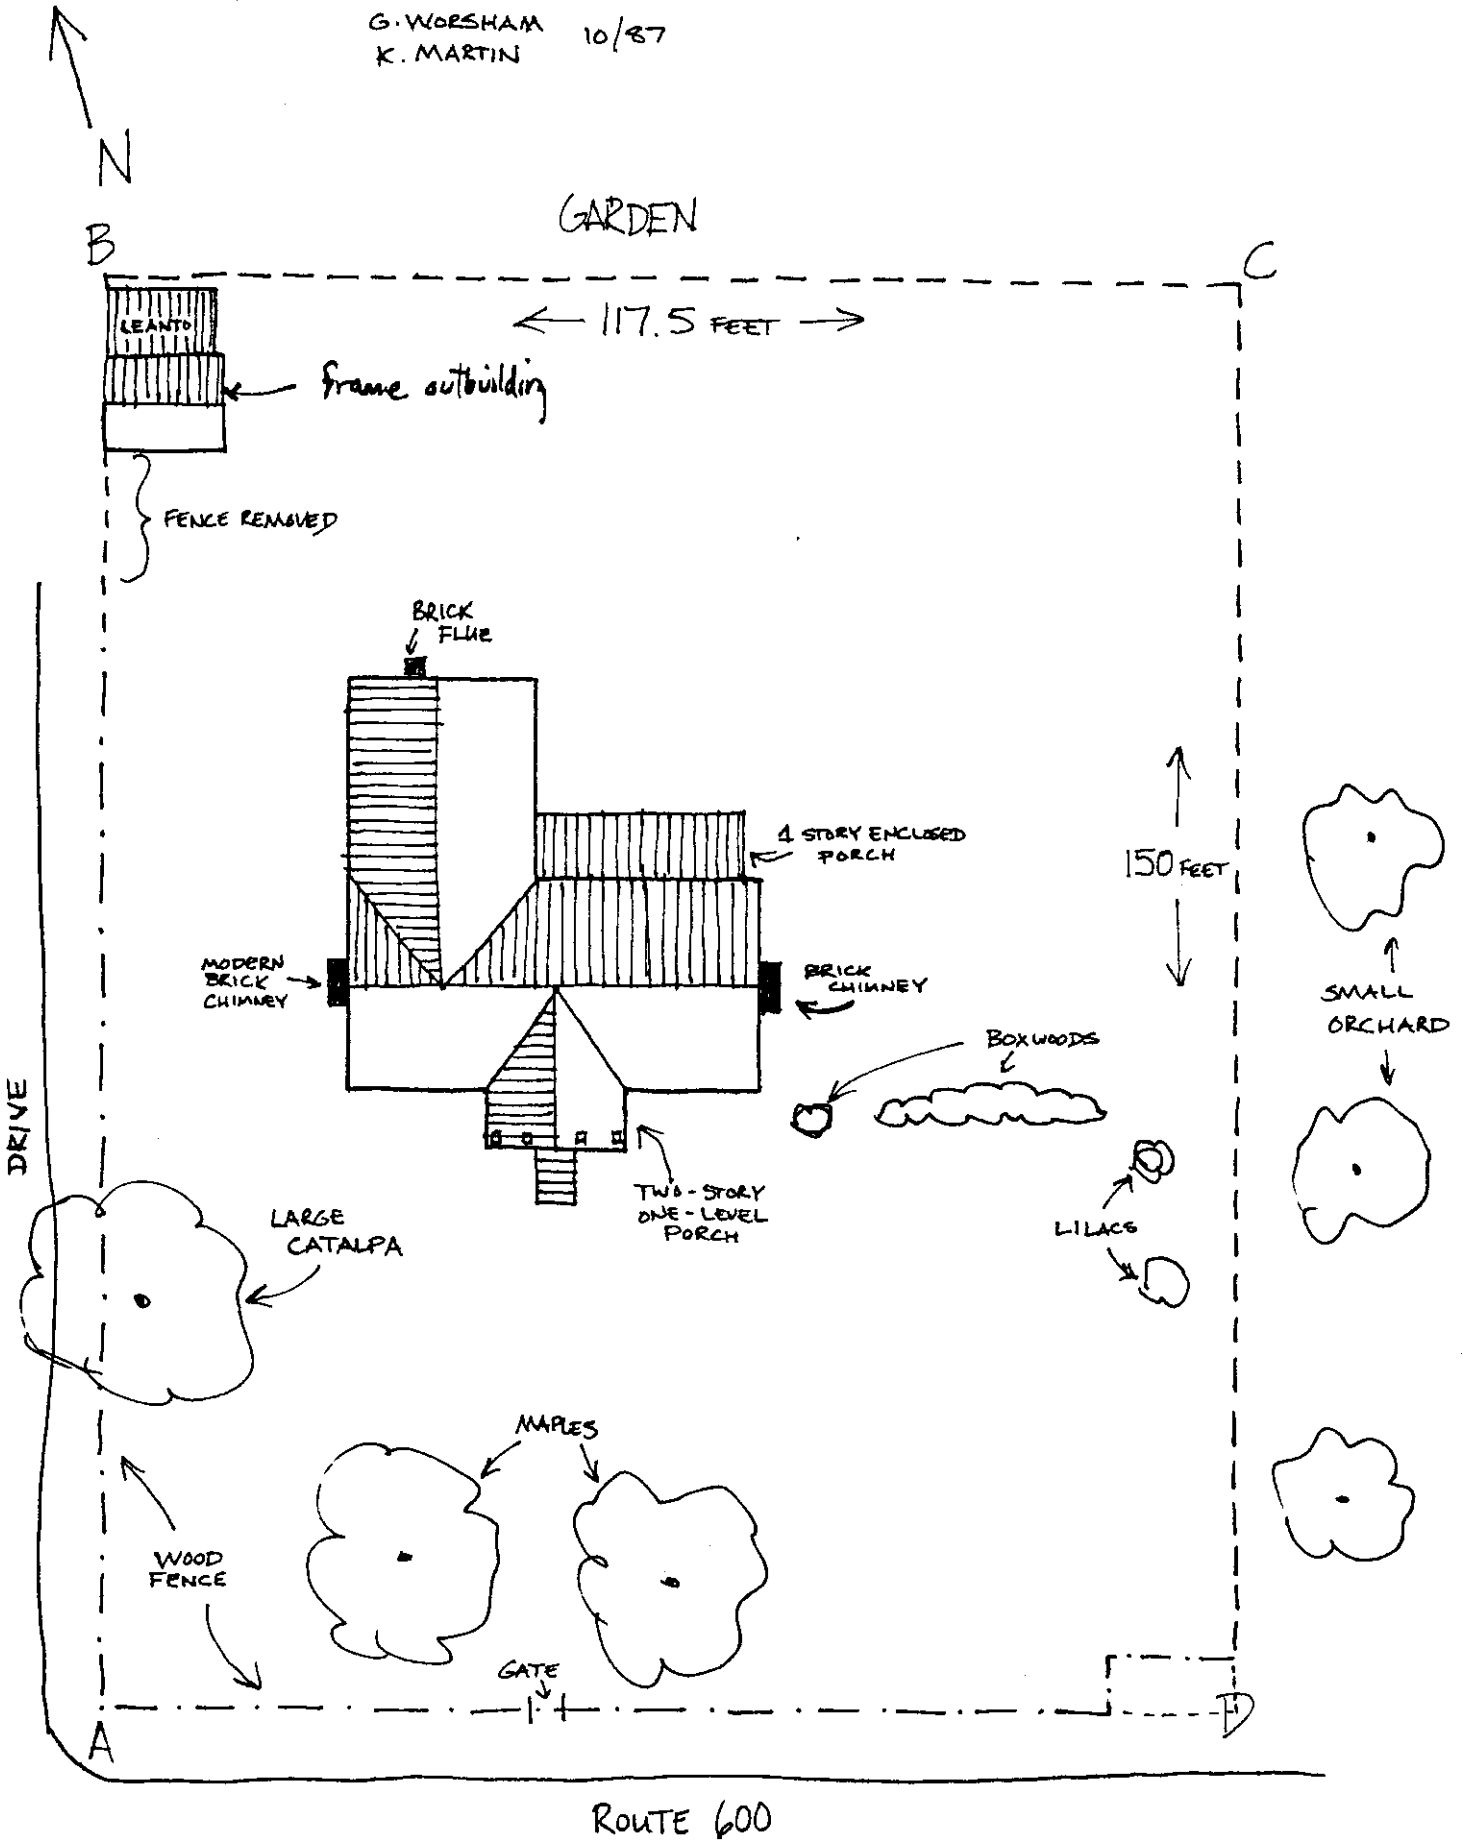 G. WORSHAM 10/87
K. MARTIN
N
GARDEN
B
C
← 117.5 FEET →
LEANTO
frame outbuilding
FENCE REMOVED
BRICK
FLUE
1 STORY ENCLOSED
PORCH
150 FEET
MODERN
BRICK
CHIMNEY
BRICK
CHIMNEY
SMALL
ORCHARD
BOXWOODS
DRIVE
TWO-STORY
ONE-LEVEL
PORCH
LARGE
CATALPA
LILACS
MAPLES
WOOD
FENCE
GATE
A
D
ROUTE 600